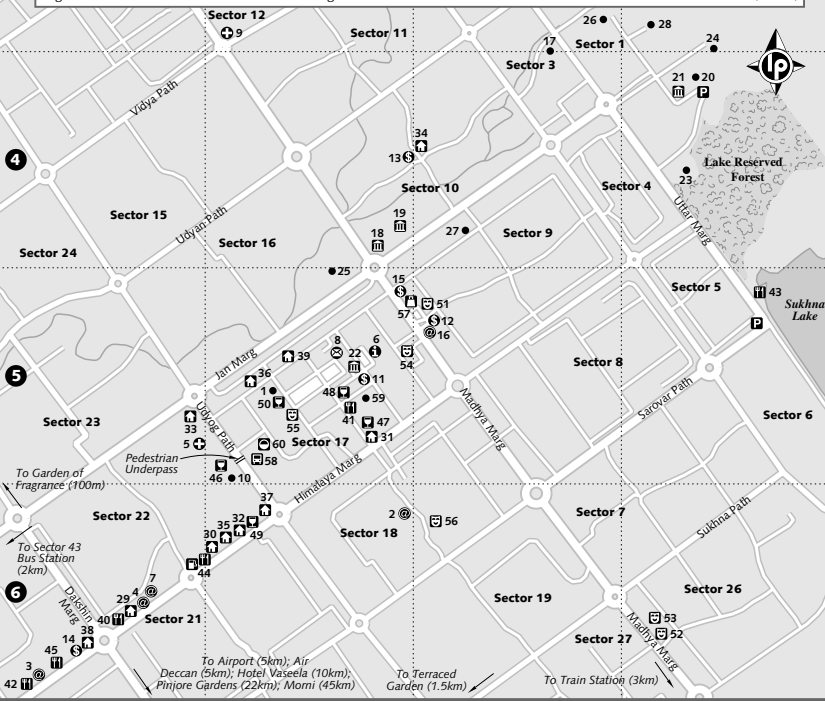 Sector 12
9
Sector 11
26
28
17
Sector 1
24
Sector 3
lp
21
20
P
Vidya Path
34
13
4
Lake Reserved
Forest
Sector 10
Sector 4
23
Sector 15
19
Udyan Path
Uttar Marg
18
27
Sector 9
Sector 16
Sector 24
25
15
Sector 5
43
51
57
12
Sukhna
Lake
16
P
8
6
54
Jan Marg
39
22
Sector 8
36
11
5
1
48
59
50
Madhya Marg
Sarovar Path
41
55
47
Sector 6
Sector 23
33
Udyog Path
31
5
60
Sector 17
Pedestrian
Underpass
58
46
10
Himalaya Marg
To Garden of
Fragrance (100m)
37
Sector 22
32
2
56
Sector 7
35
49
Sector 18
Sukhna Path
30
To Sector 43
Bus Station
(2km)
44
7
6
4
29
Sector 26
Dakshin
Marg
40
Sector 19
Sector 21
53
38
52
14
Sector 27
Madhya Marg
45
To Airport (5km); Air
Deccan (5km); Hotel Vaseela (10km);
Pinjore Gardens (22km); Morni (45km)
To Terraced
Garden (1.5km)
To Train Station (3km)
3
42